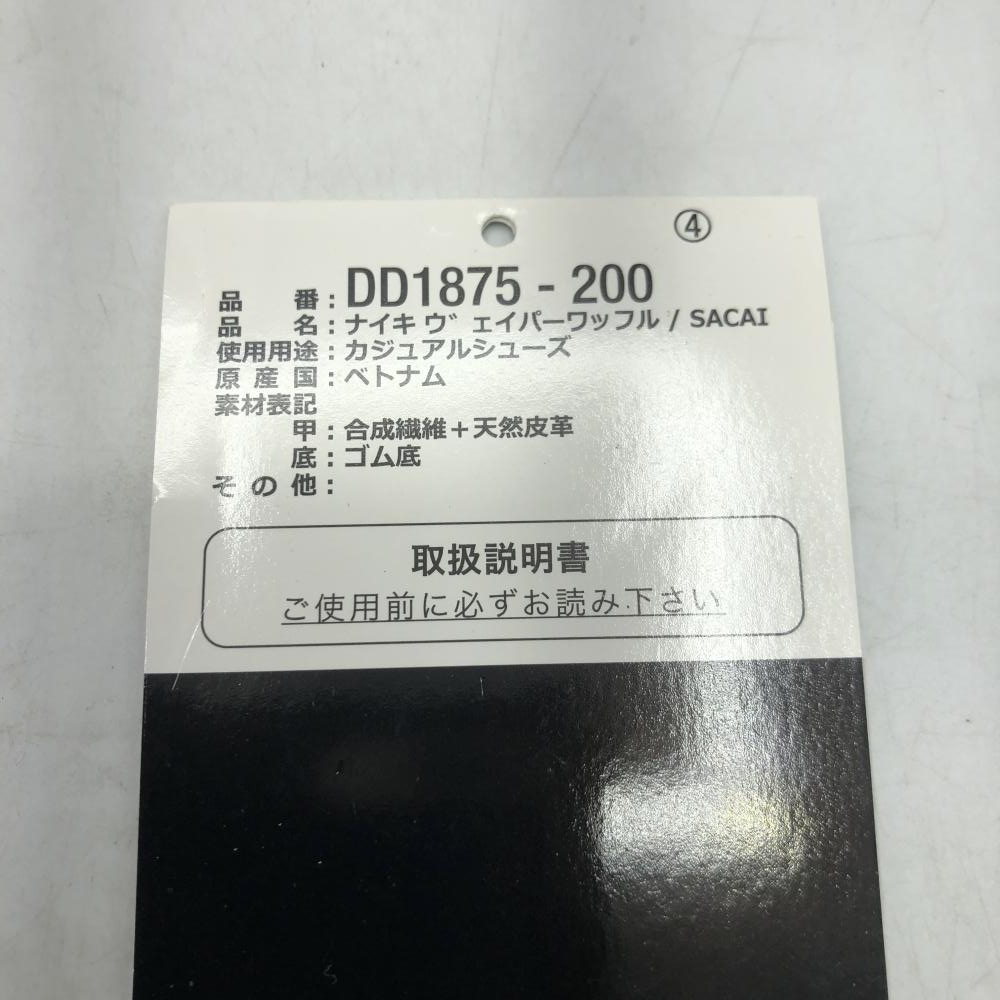 ④
品番：DD1875 - 200
品名：ナイキ ヴェイパーワッフル / SACAI
使用用途：カジュアルシューズ
原産国：ベトナム
素材表記
甲：合成繊維＋天然皮革
底：ゴム底
その他：
取扱説明書
ご使用前に必ずお読み下さい